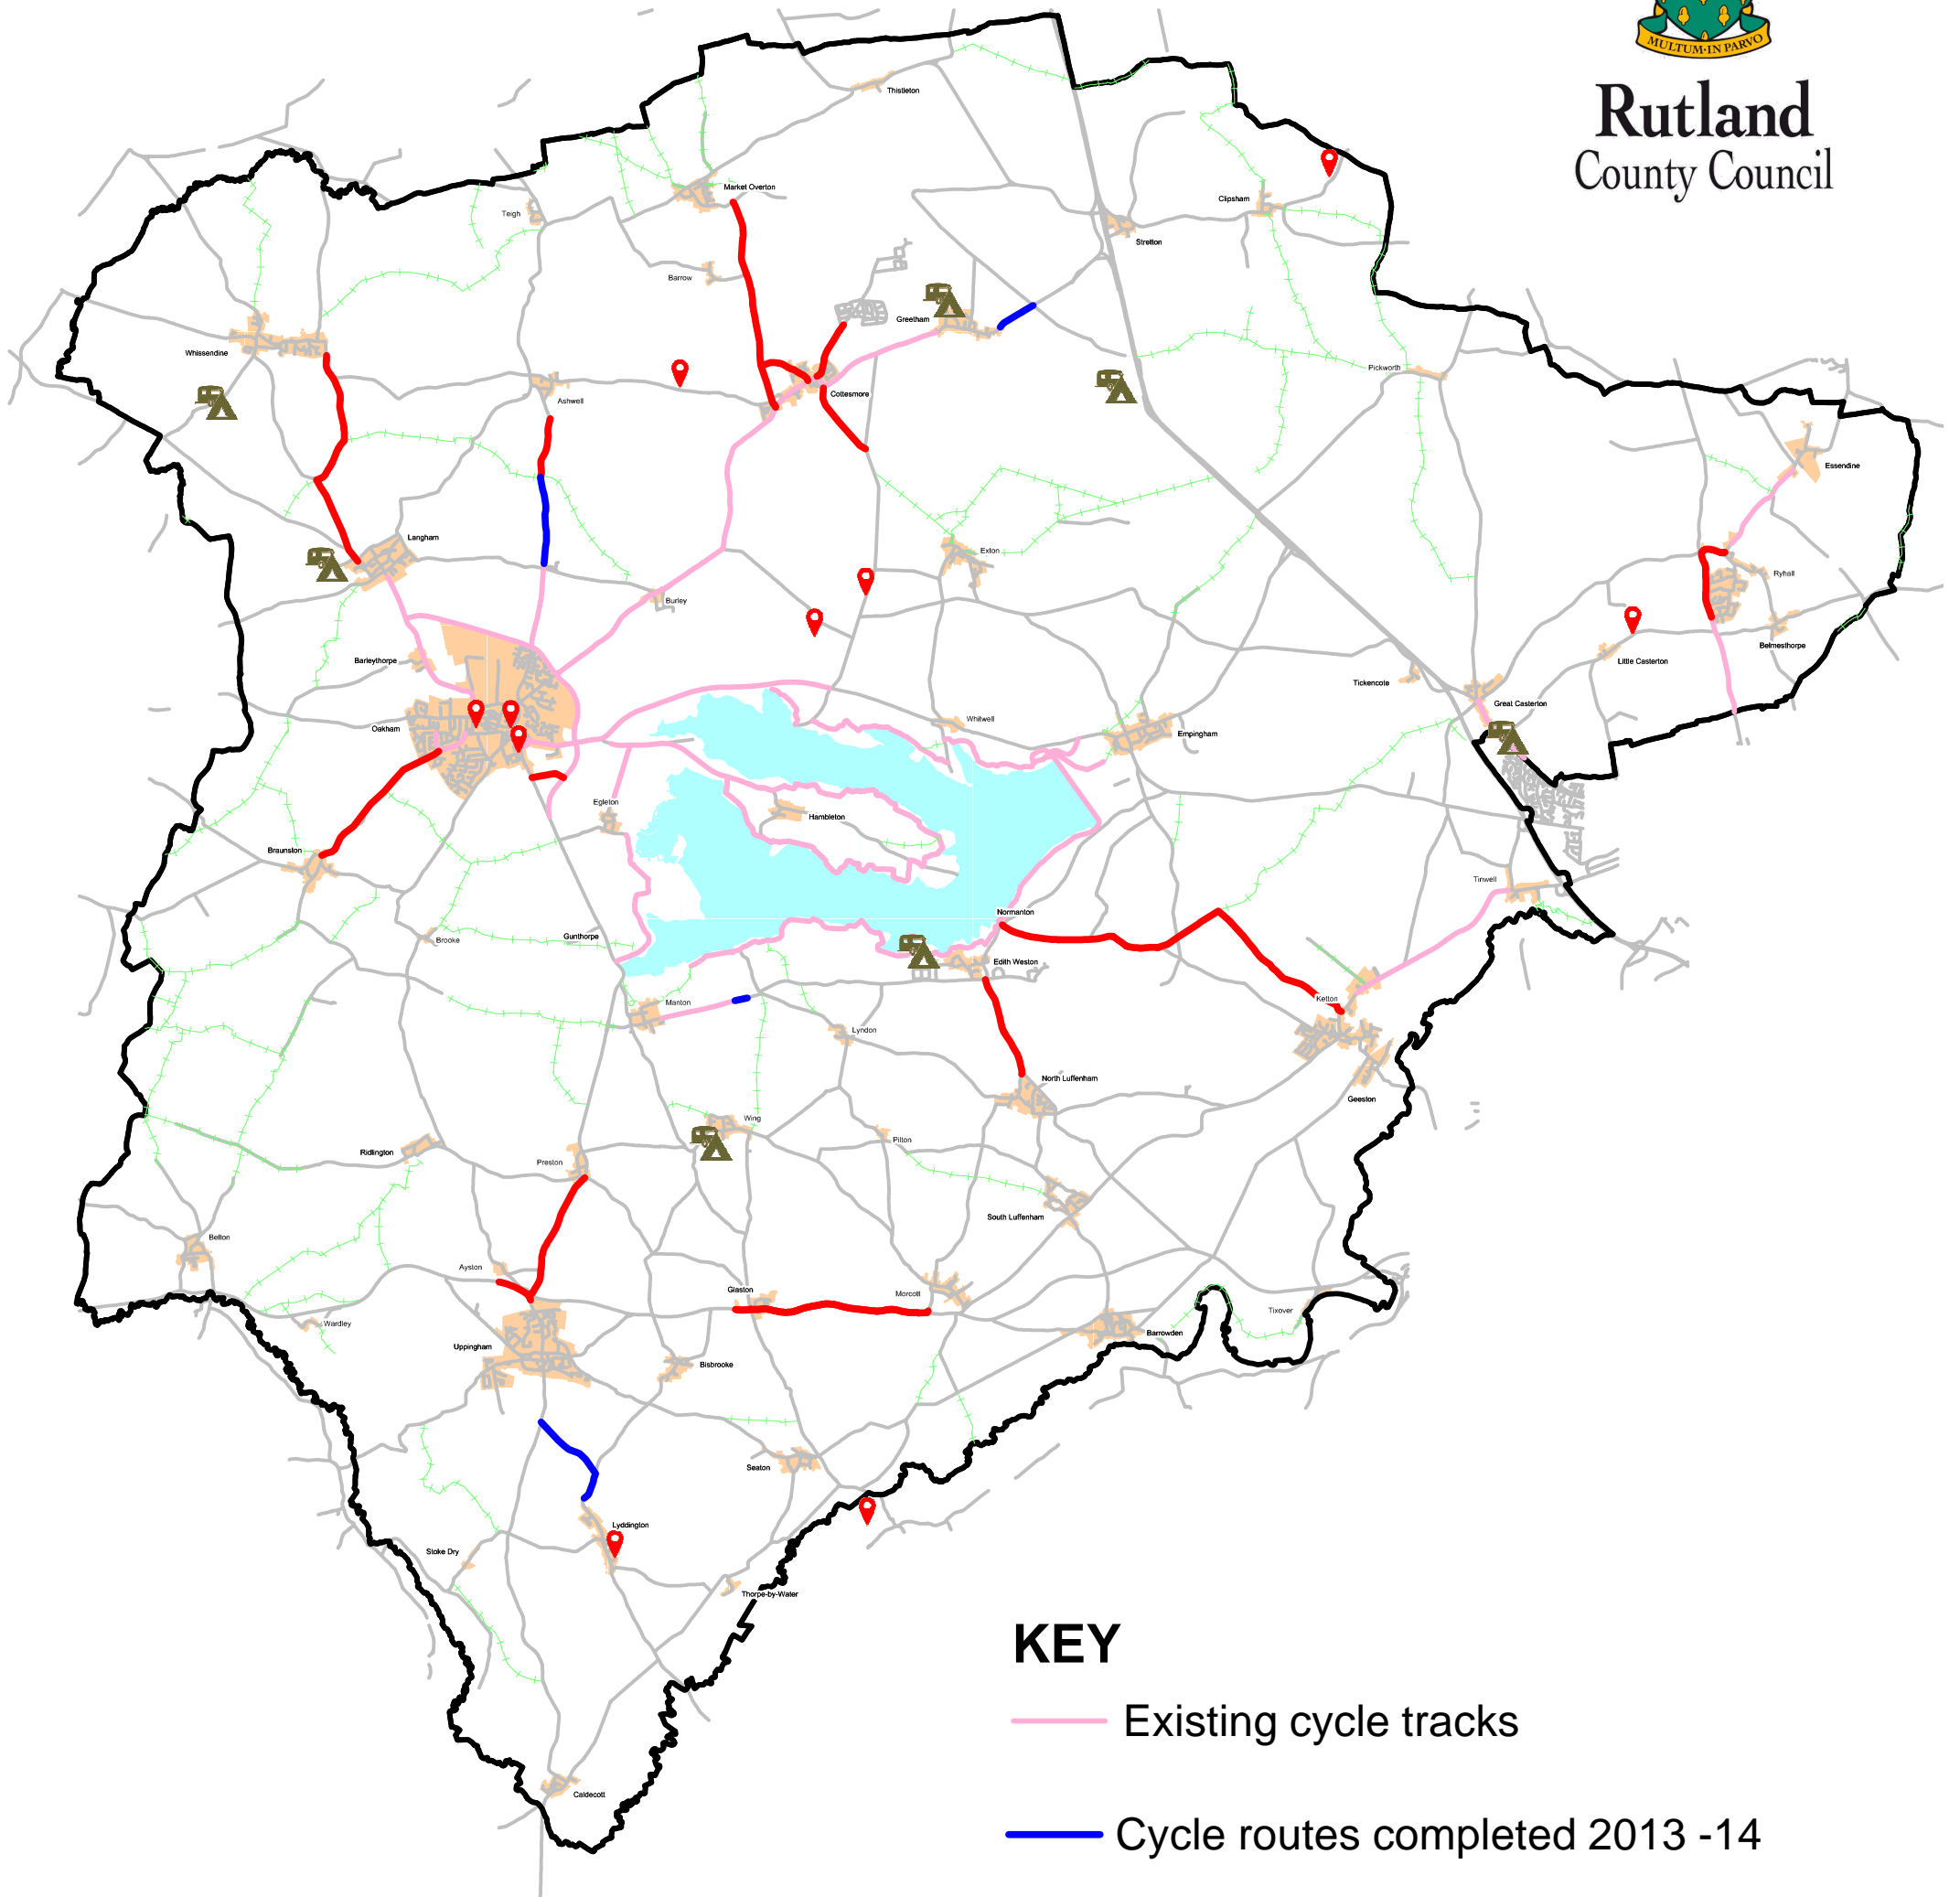 MULTUM·IN PARVO
Rutland
County Council
Thistleton
Market Overton
Teigh
Clipsham
Stretton
Barrow
Greetham
Whissendine
Pickworth
Ashwell
Cottesmore
Essendine
Langham
Exton
Ryhall
Burley
Belmesthorpe
Barleythorpe
Little Casterton
Tickencote
Great Casterton
Whitwell
Oakham
Empingham
Egleton
Hambleton
Braunston
Tinwell
Normanton
Brooke
Gunthorpe
Edith Weston
Ketton
Manton
Lyndon
North Luffenham
Geeston
Wing
Pilton
Ridlington
Preston
South Luffenham
Belton
Ayston
Glaston
Morcott
Tixover
Wardley
Barrowden
Uppingham
Bisbrooke
Seaton
Lyddington
Stoke Dry
Thorpe-by-Water
KEY
Existing cycle tracks
Caldecott
Cycle routes completed 2013 -14